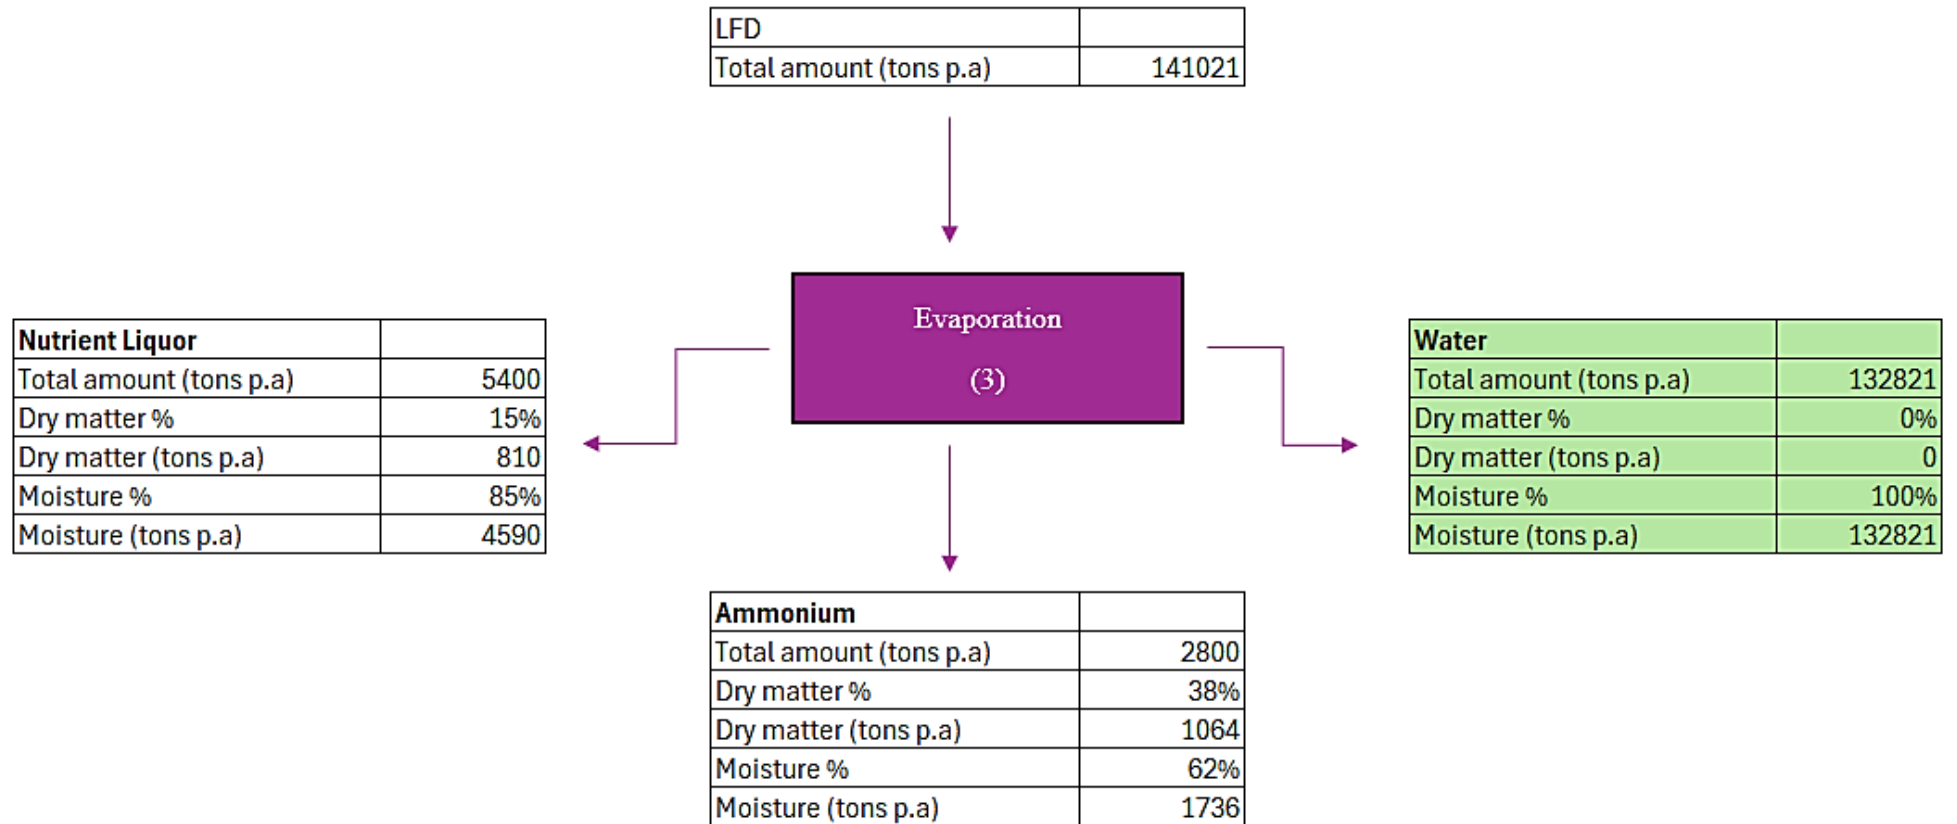 LFD
Total amount (tons p.a) 141021
Evaporation
(3)
Nutrient Liquor
Total amount (tons p.a) 5400
Dry matter % 15%
Dry matter (tons p.a) 810
Moisture % 85%
Moisture (tons p.a) 4590
Water
Total amount (tons p.a) 132821
Dry matter % 0%
Dry matter (tons p.a) 0
Moisture % 100%
Moisture (tons p.a) 132821
Ammonium
Total amount (tons p.a) 2800
Dry matter % 38%
Dry matter (tons p.a) 1064
Moisture % 62%
Moisture (tons p.a) 1736